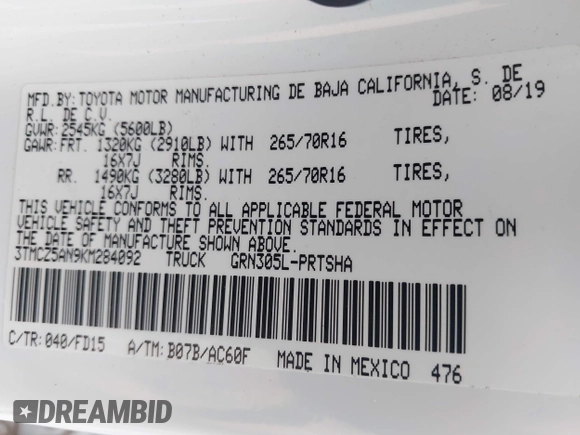 MFD.BY:TOYOTA MOTOR MANUFACTURING DE BAJA CALIFORNIA, S. DE
R.L. DE C.V. DATE: 08/19
GVWR:2545KG (5600LB)
GAWR:FRT. 1320KG (2910LB) WITH 265/70R16 TIRES,
16X7J RIMS.
RR. 1490KG (3280LB) WITH 265/70R16 TIRES,
16X7J RIMS.
THIS VEHICLE CONFORMS TO ALL APPLICABLE FEDERAL MOTOR
VEHICLE SAFETY AND THEFT PREVENTION STANDARDS IN EFFECT ON
THE DATE OF MANUFACTURE SHOWN ABOVE.
3TMCZ5AN9KM284092 TRUCK GRN305L-PRTSHA
C/TR:040/FD15 A/TM:B07B/AC60F MADE IN MEXICO 476
DREAMBID